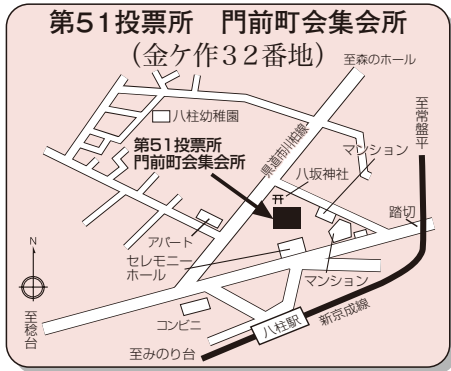 第51投票所　門前町会集会所
(金ケ作32番地)
至森のホール
至常盤平
八柱幼稚園
県道市川柏線
第51投票所
門前町会集会所
マンション
八坂神社
踏切
アパート
セレモニー
ホール
マンション
N
至稔台
コンビニ
八柱駅
新京成線
至みのり台